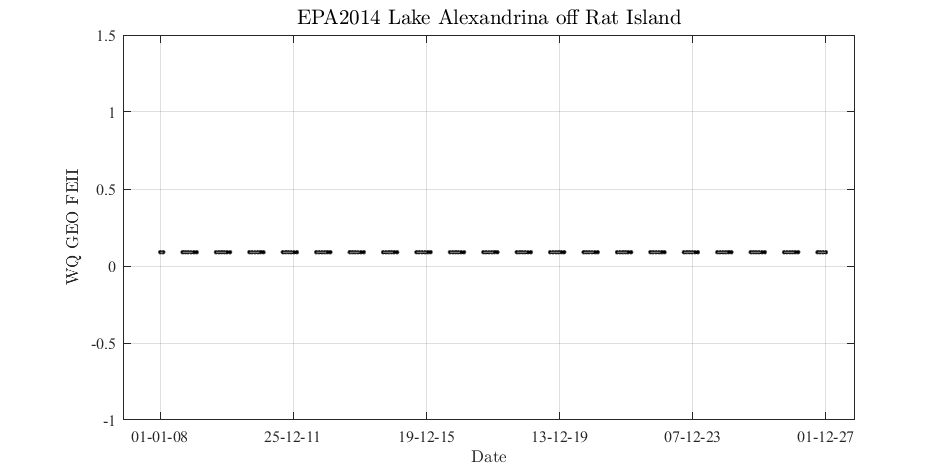 EPA2014 Lake Alexandrina off Rat Island
1.5
1
0.5
0
-0.5
-1
WQ GEO FEII
01-01-08 25-12-11 19-12-15 13-12-19 07-12-23 01-12-27
Date